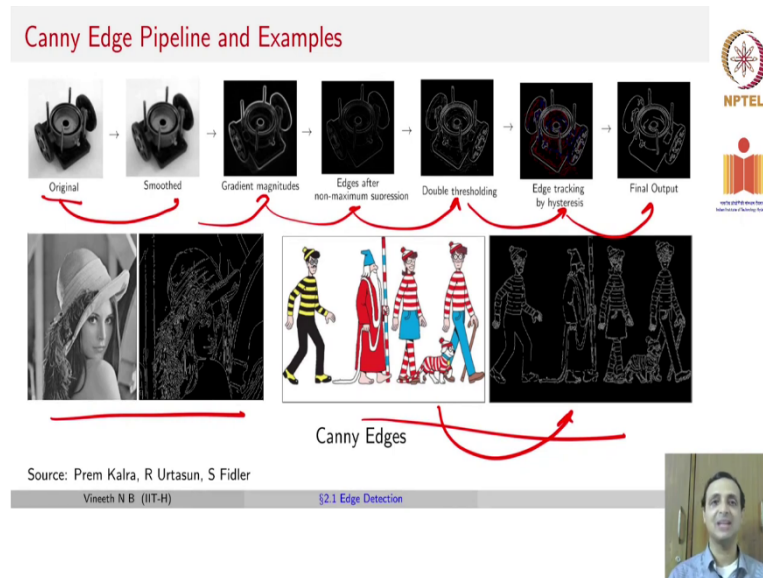 Canny Edge Pipeline and Examples
NPTEL
Original
Smoothed
Gradient magnitudes
Edges after
non-maximum supression
Double thresholding
Edge tracking
by hysteresis
Final Output
Canny Edges
Source: Prem Kalra, R Urtasun, S Fidler
Vineeth N B (IIT-H)
§2.1 Edge Detection